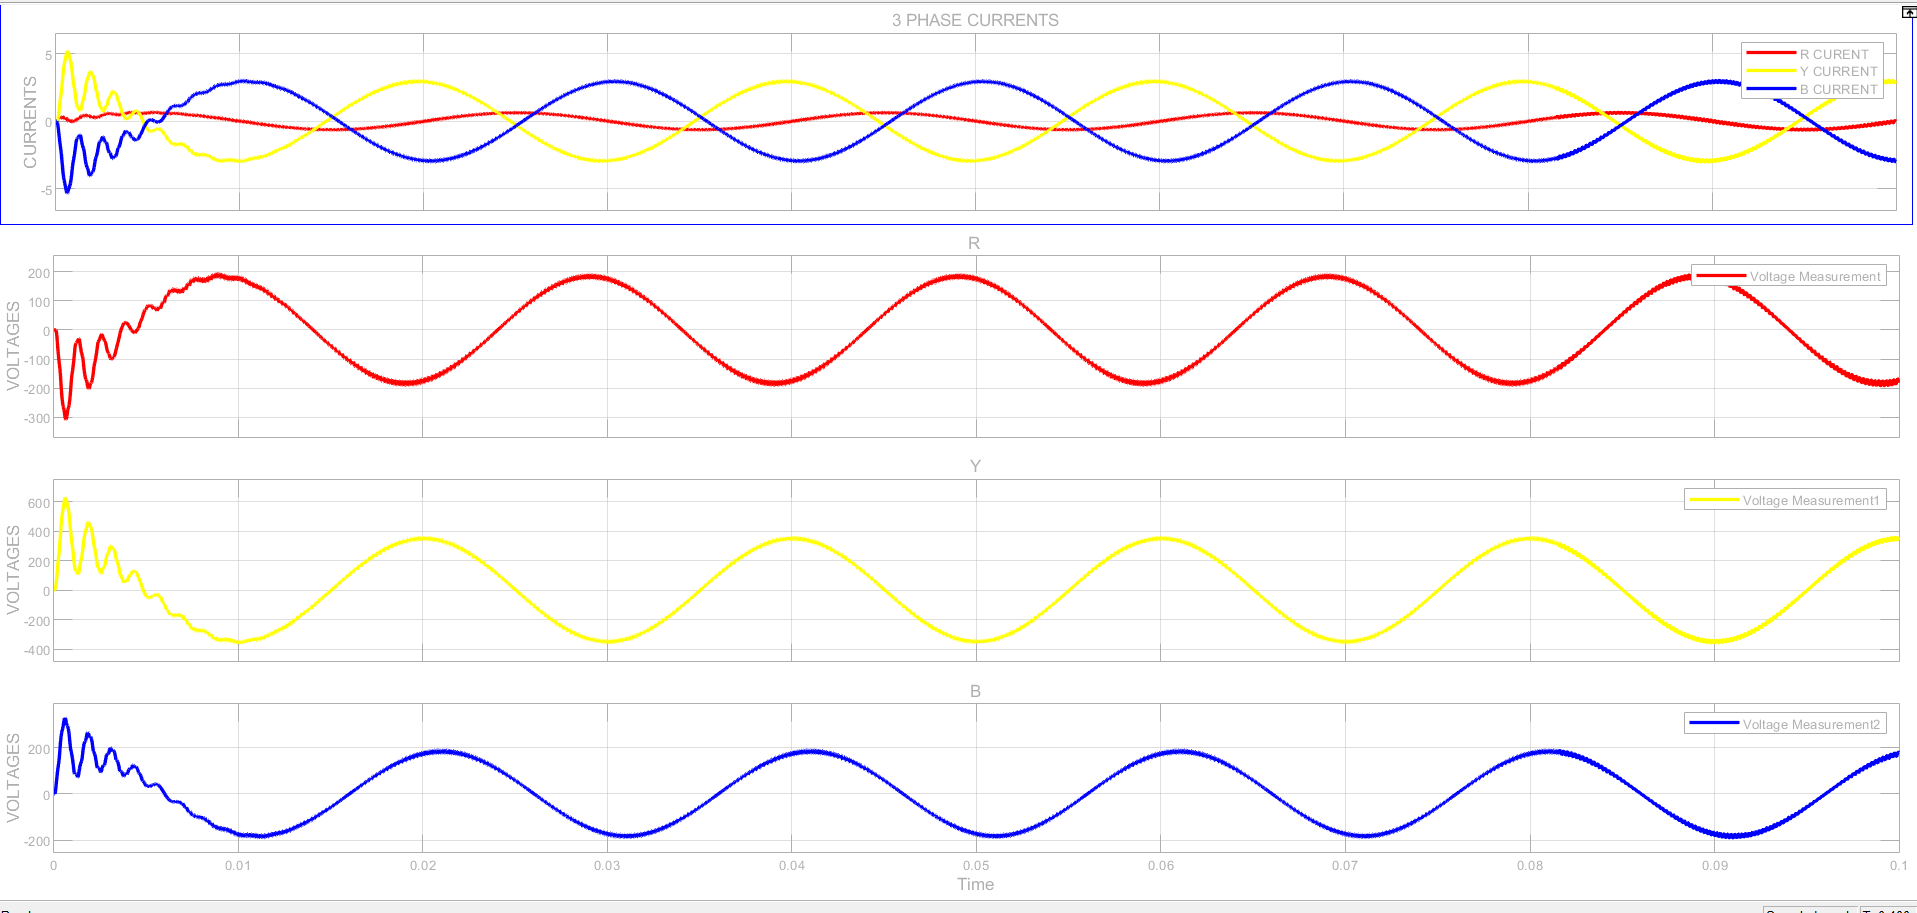 3 PHASE CURRENTS
CURRENTS
5
0
-5
R CURENT
Y CURRENT
B CURRENT
R
VOLTAGES
200
100
0
-100
-200
-300
Voltage Measurement
Y
VOLTAGES
600
400
200
0
-200
-400
Voltage Measurement1
B
VOLTAGES
200
0
-200
Voltage Measurement2
0 0.01 0.02 0.03 0.04 0.05 0.06 0.07 0.08 0.09 0.1
Time